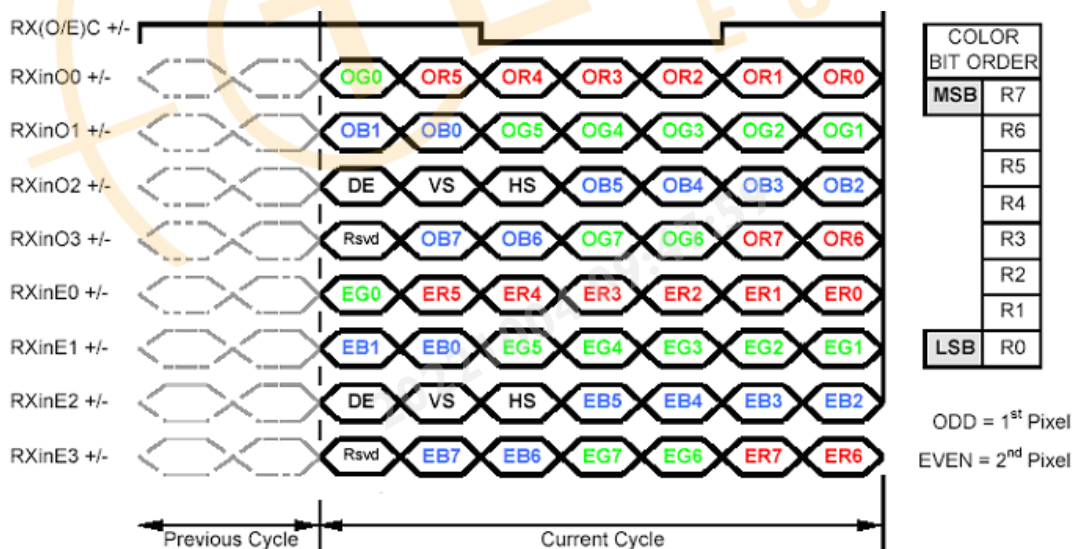 RX(O/E)C +/-
RXinO0 +/- OG0 OR5 OR4 OR3 OR2 OR1 OR0
RXinO1 +/- OB1 OB0 OG5 OG4 OG3 OG2 OG1
RXinO2 +/- DE VS HS OB5 OB4 OB3 OB2
RXinO3 +/- Rsvd OB7 OB6 OG7 OG6 OR7 OR6
RXinE0 +/- EG0 ER5 ER4 ER3 ER2 ER1 ER0
RXinE1 +/- EB1 EB0 EG5 EG4 EG3 EG2 EG1
RXinE2 +/- DE VS HS EB5 EB4 EB3 EB2
RXinE3 +/- Rsvd EB7 EB6 EG7 EG6 ER7 ER6
Previous Cycle Current Cycle
COLOR
BIT ORDER
MSB R7
R6
R5
R4
R3
R2
R1
LSB R0
ODD = 1st Pixel
EVEN = 2nd Pixel